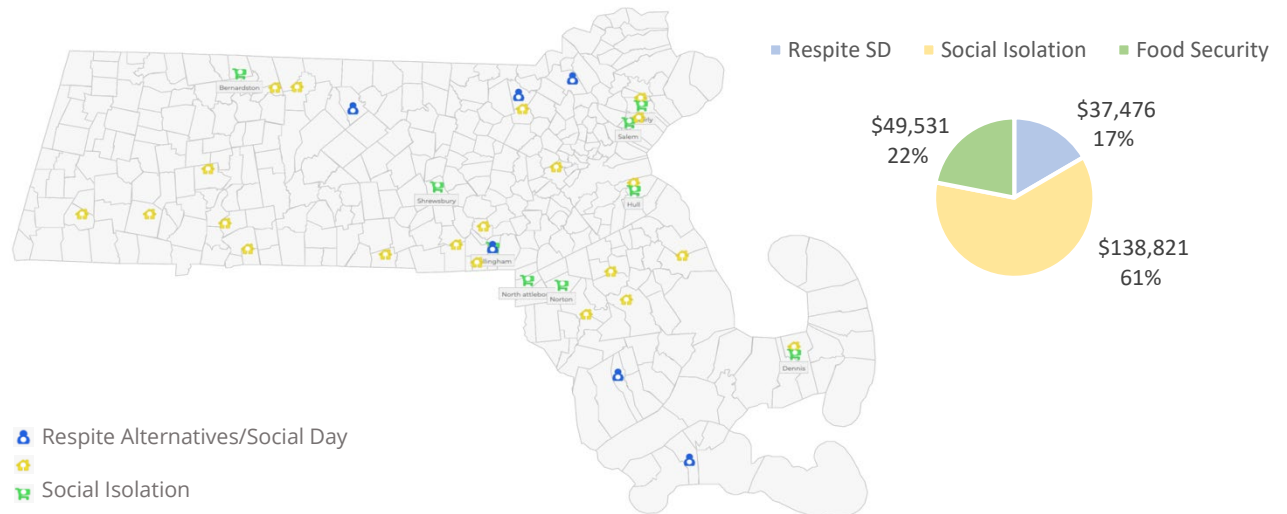 Respite SD Social Isolation Food Security
$37,476
17%
$49,531
22%
$138,821
61%
Bernardston
Salem
Shrewsbury
Hull
North attlebo
Norton
Dennis
Respite Alternatives/Social Day
Social Isolation